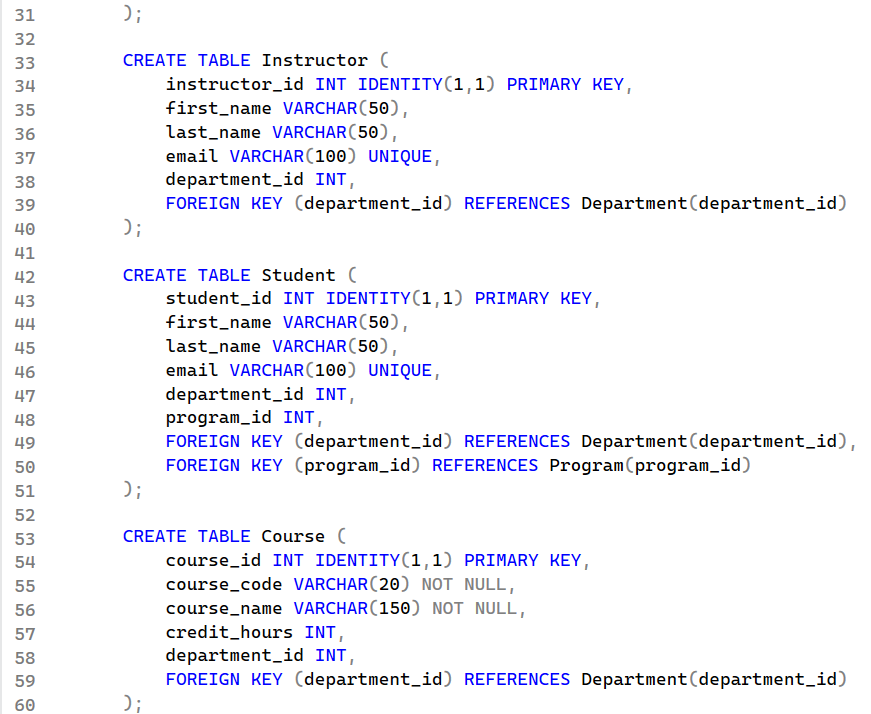 31 );
32
33 CREATE TABLE Instructor (
34 instructor_id INT IDENTITY(1,1) PRIMARY KEY,
35 first_name VARCHAR(50),
36 last_name VARCHAR(50),
37 email VARCHAR(100) UNIQUE,
38 department_id INT,
39 FOREIGN KEY (department_id) REFERENCES Department(department_id)
40 );
41
42 CREATE TABLE Student (
43 student_id INT IDENTITY(1,1) PRIMARY KEY,
44 first_name VARCHAR(50),
45 last_name VARCHAR(50),
46 email VARCHAR(100) UNIQUE,
47 department_id INT,
48 program_id INT,
49 FOREIGN KEY (department_id) REFERENCES Department(department_id),
50 FOREIGN KEY (program_id) REFERENCES Program(program_id)
51 );
52
53 CREATE TABLE Course (
54 course_id INT IDENTITY(1,1) PRIMARY KEY,
55 course_code VARCHAR(20) NOT NULL,
56 course_name VARCHAR(150) NOT NULL,
57 credit_hours INT,
58 department_id INT,
59 FOREIGN KEY (department_id) REFERENCES Department(department_id)
60 );